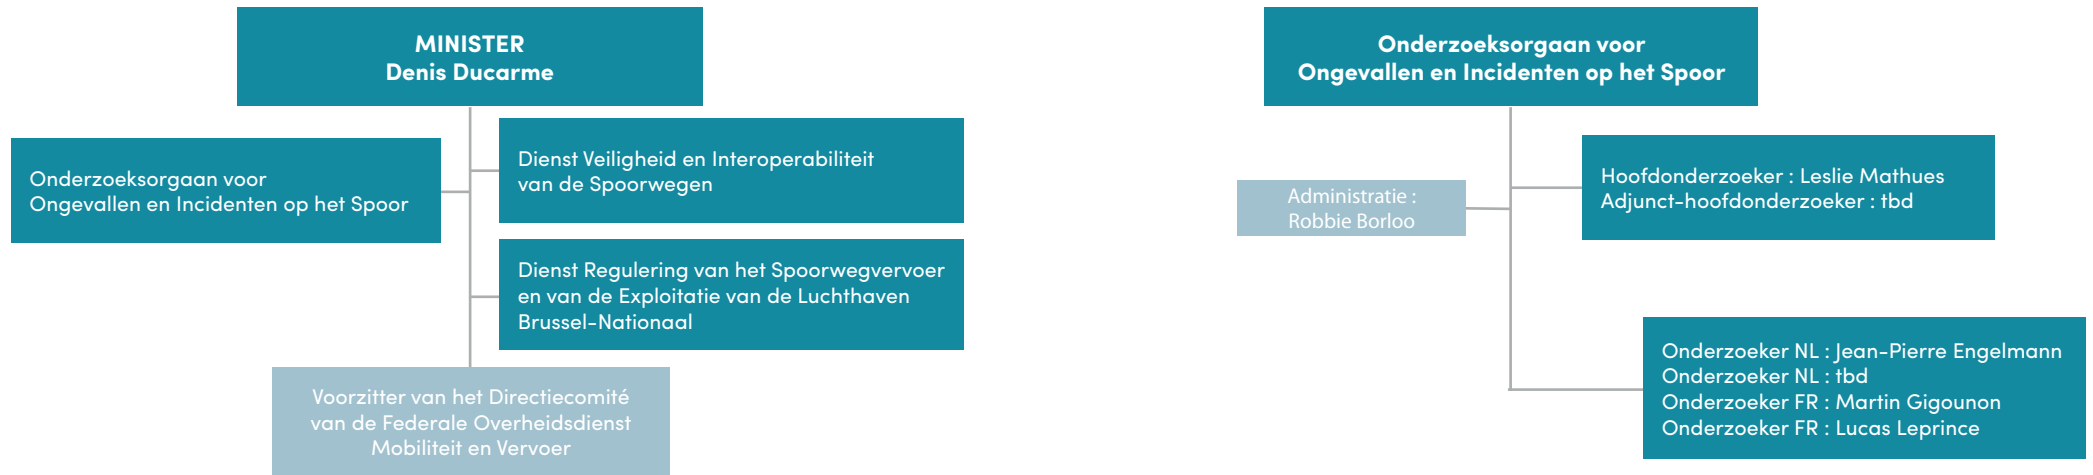 MINISTER
Denis Ducarme
Onderzoeksorgaan voor
Ongevallen en Incidenten op het Spoor
Dienst Veiligheid en Interoperabiliteit
van de Spoorwegen
Dienst Regulering van het Spoorwegvervoer
en van de Exploitatie van de Luchthaven
Brussel-Nationaal
Voorzitter van het Directiecomité
van de Federale Overheidsdienst
Mobiliteit en Vervoer
Onderzoeksorgaan voor
Ongevallen en Incidenten op het Spoor
Administratie :
Robbie Borloo
Hoofdonderzoeker : Leslie Mathues
Adjunct-hoofdonderzoeker : tbd
Onderzoeker NL : Jean-Pierre Engelmann
Onderzoeker NL : tbd
Onderzoeker FR : Martin Gigounon
Onderzoeker FR : Lucas Leprince